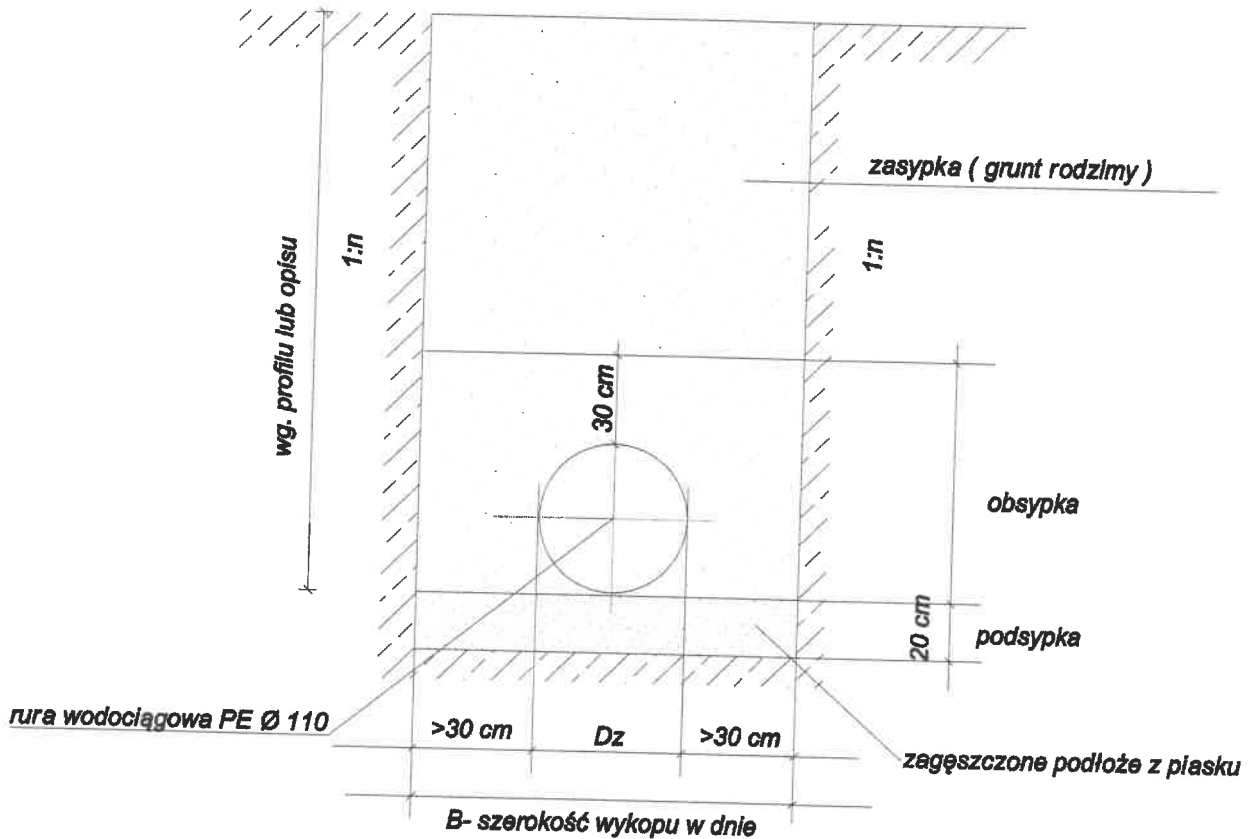 zasypka ( grunt rodzimy )
wg. profilu lub opisu
1:n
1:n
30 cm
obsypka
20 cm
podsypka
rura wodociągowa PE Ø 110
>30 cm
Dz
>30 cm
zagęszczone podłoże z piasku
B- szerokość wykopu w dnie